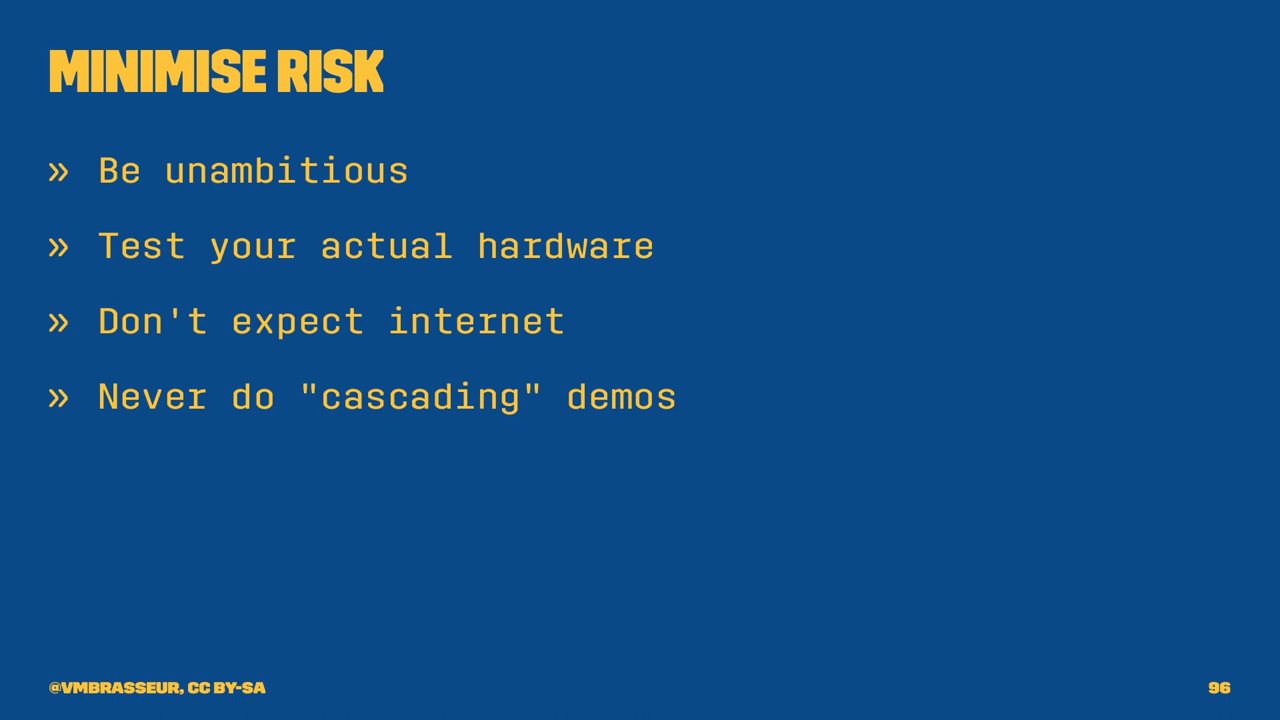 MINIMISE RISK
» Be unambitious
» Test your actual hardware
» Don't expect internet
» Never do "cascading" demos
@VMBRASSEUR, CC BY-SA
96